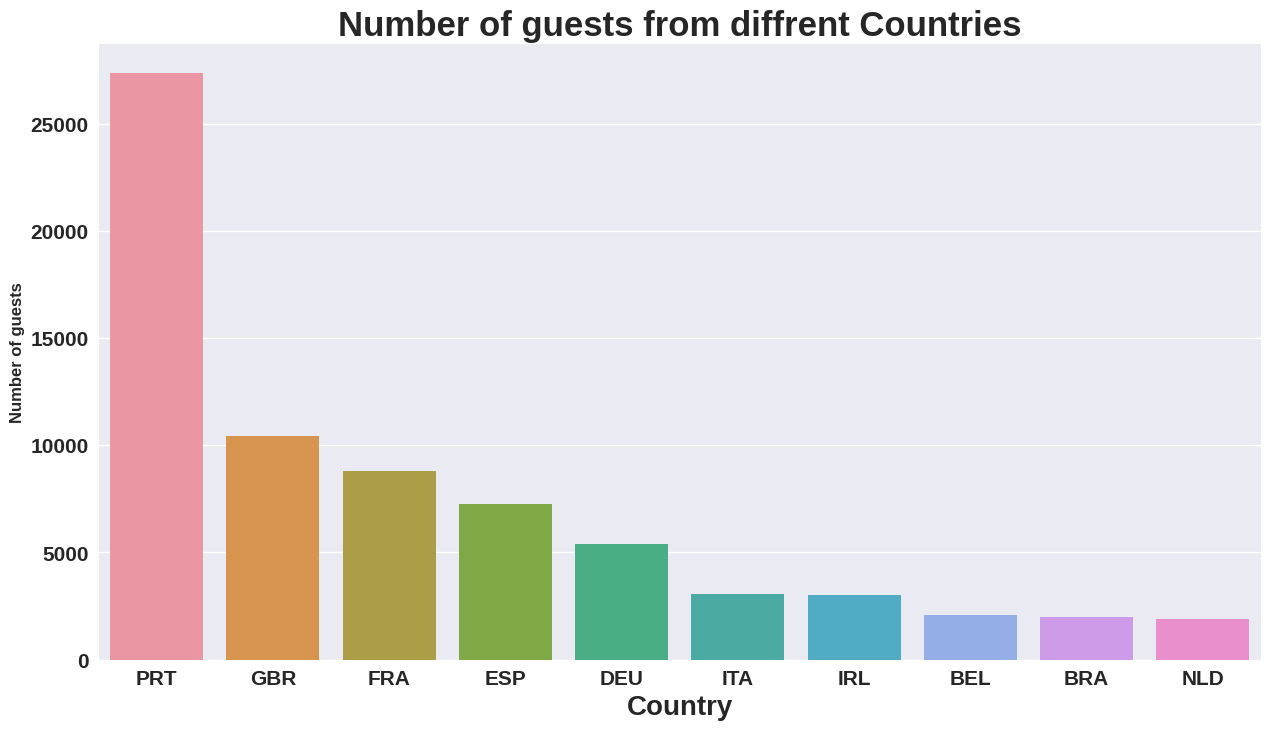 Number of guests from diffrent Countries
Number of guests
25000
20000
15000
10000
5000
0
PRT GBR FRA ESP DEU ITA IRL BEL BRA NLD
Country